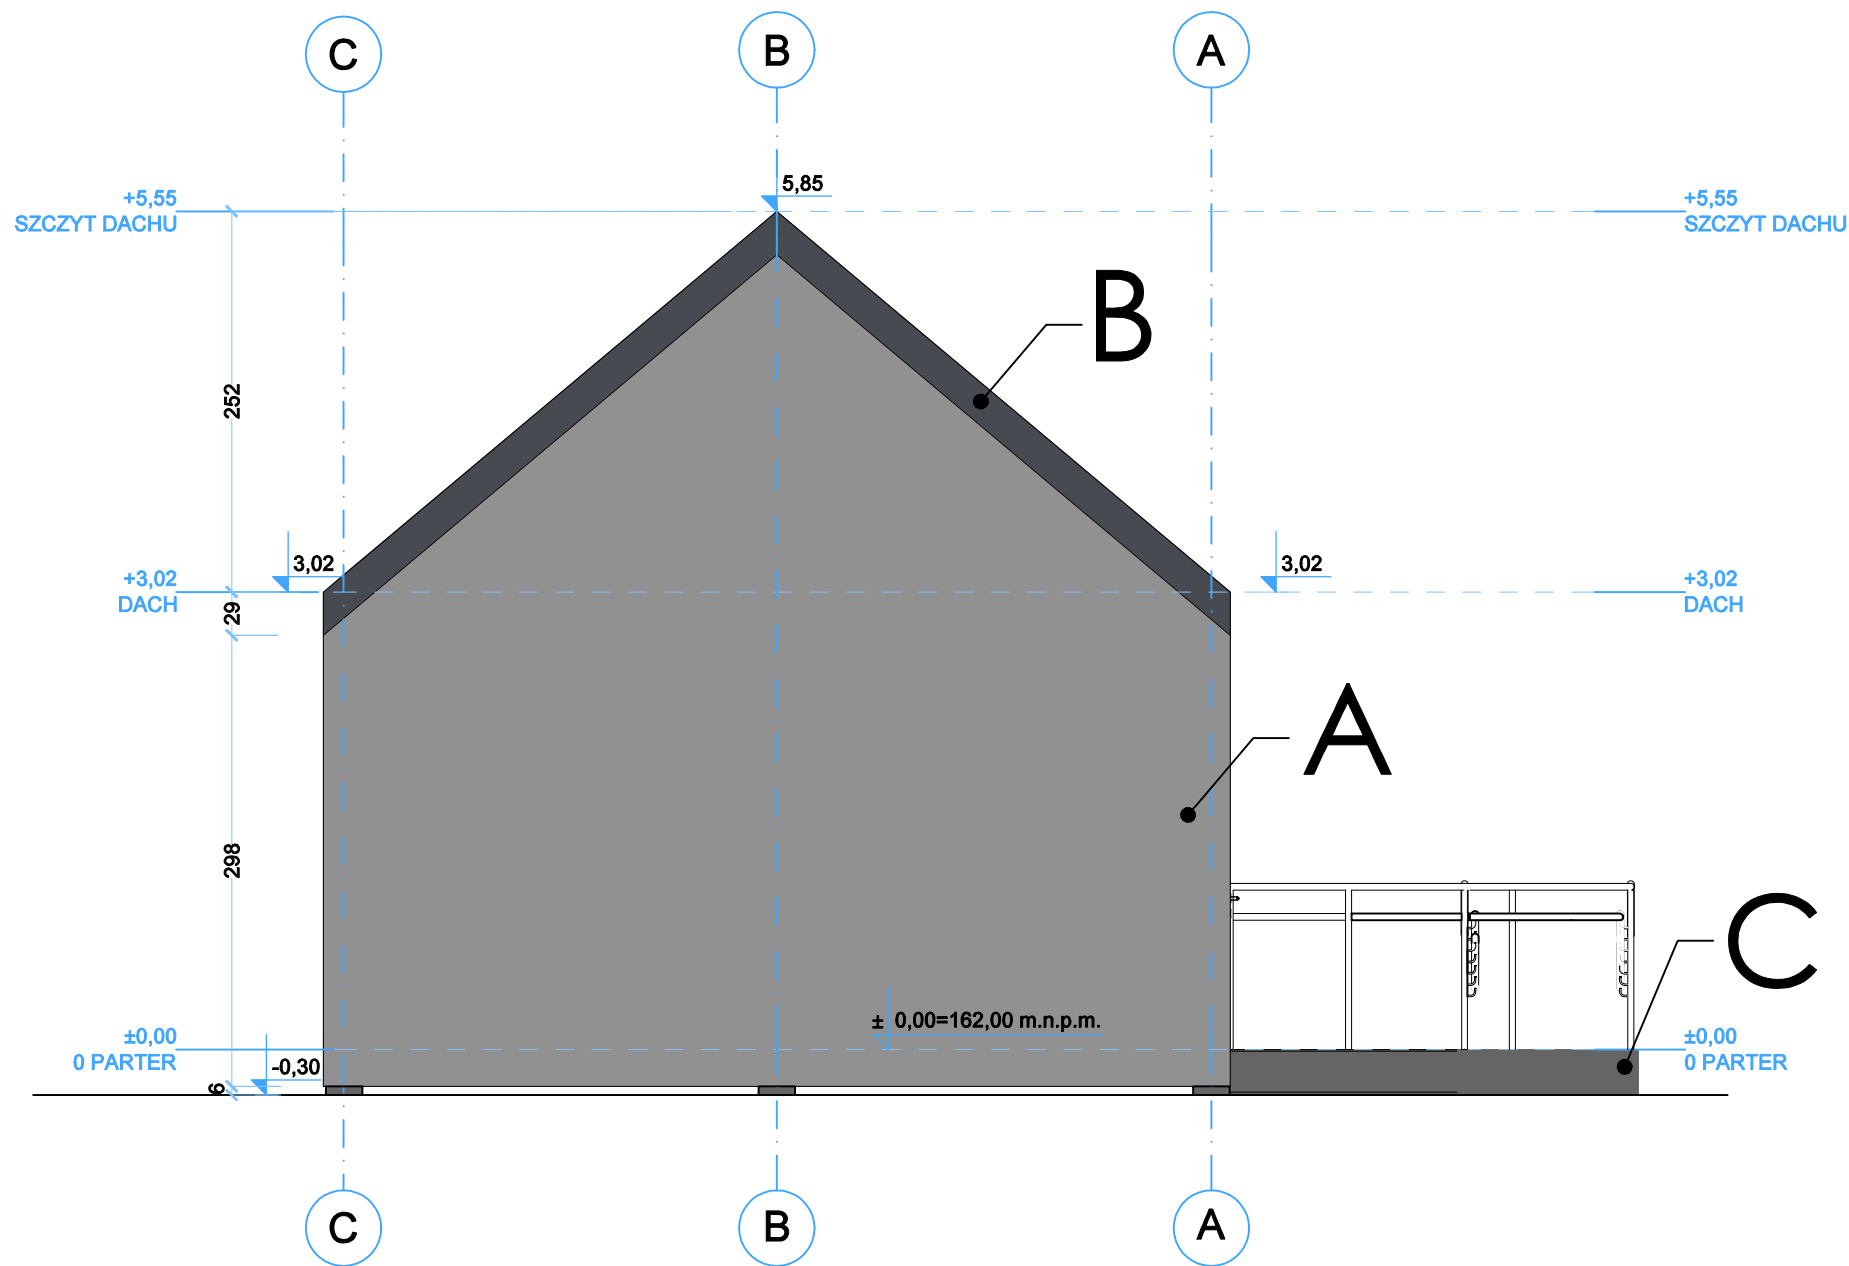 C
B
A
5,85
+5,55
SZCZYT DACHU
+5,55
SZCZYT DACHU
B
252
3,02
3,02
+3,02
DACH
+3,02
DACH
29
A
298
C
± 0,00=162,00 m.n.p.m.
±0,00
0 PARTER
±0,00
0 PARTER
-0,30
6
C
B
A